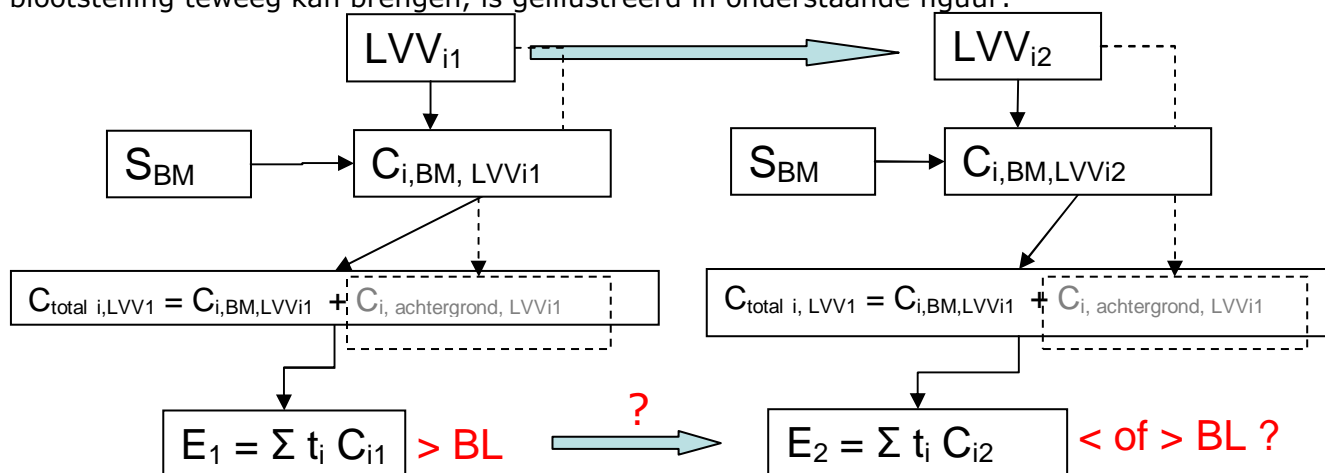 blootstelling teweeg kan brengen, is geïllustreerd in onderstaande figuur:
LVVi1
LVVi2
SBM
Ci,BM, LVVi1
SBM
Ci,BM,LVVi2
Ctotal i,LVV1 = Ci,BM,LVVi1 + Ci, achtergrond, LVVi1
Ctotal i, LVV1 = Ci,BM,LVVi1 + Ci, achtergrond, LVVi1
E1 = Σ ti Ci1 > BL
?
E2 = Σ ti Ci2
< of > BL ?